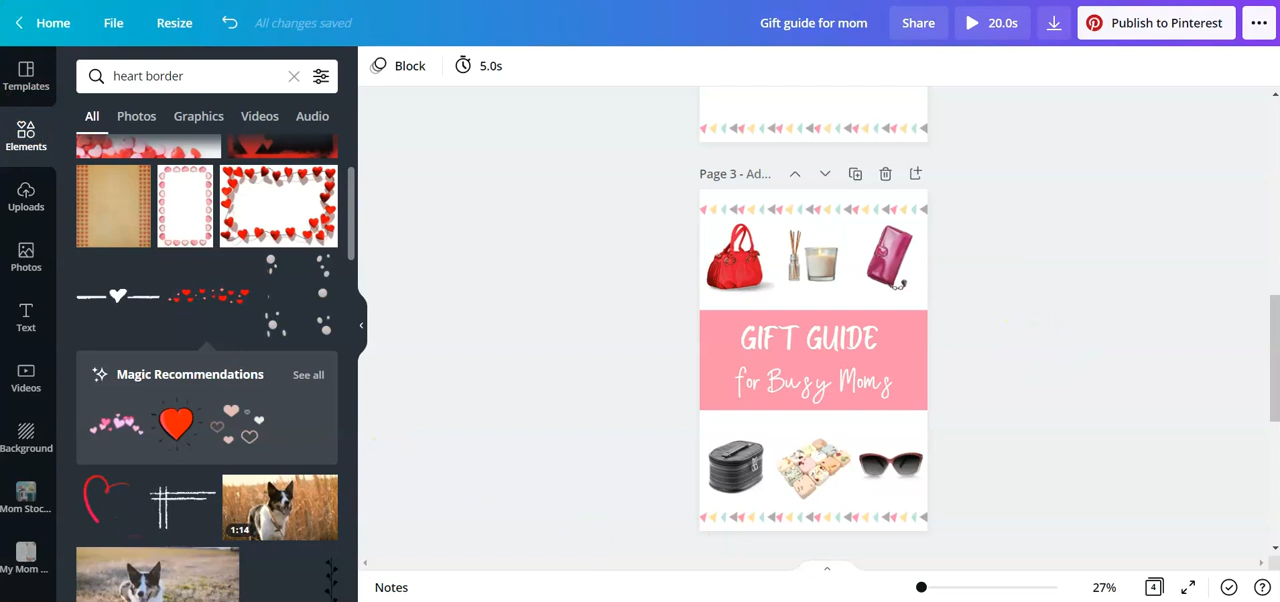 Home File Resize All changes saved Gift guide for mom Share 20.0s Publish to Pinterest
Templates
Elements
Uploads
Photos
Text
Videos
Background
Mom Stoc...
My Mom ...
heart border
All Photos Graphics Videos Audio
Magic Recommendations See all
1:14
Block 5.0s
Page 3 - Ad...
GIFT GUIDE
for Busy Moms
Notes 27% 4